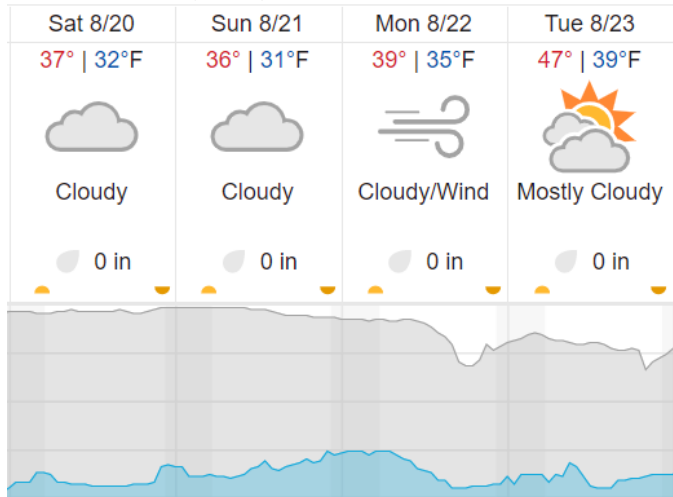 Sat 8/20 Sun 8/21 Mon 8/22 Tue 8/23
37° | 32°F 36° | 31°F 39° | 35°F 47° | 39°F
Cloudy Cloudy Cloudy/Wind Mostly Cloudy
0 in 0 in 0 in 0 in